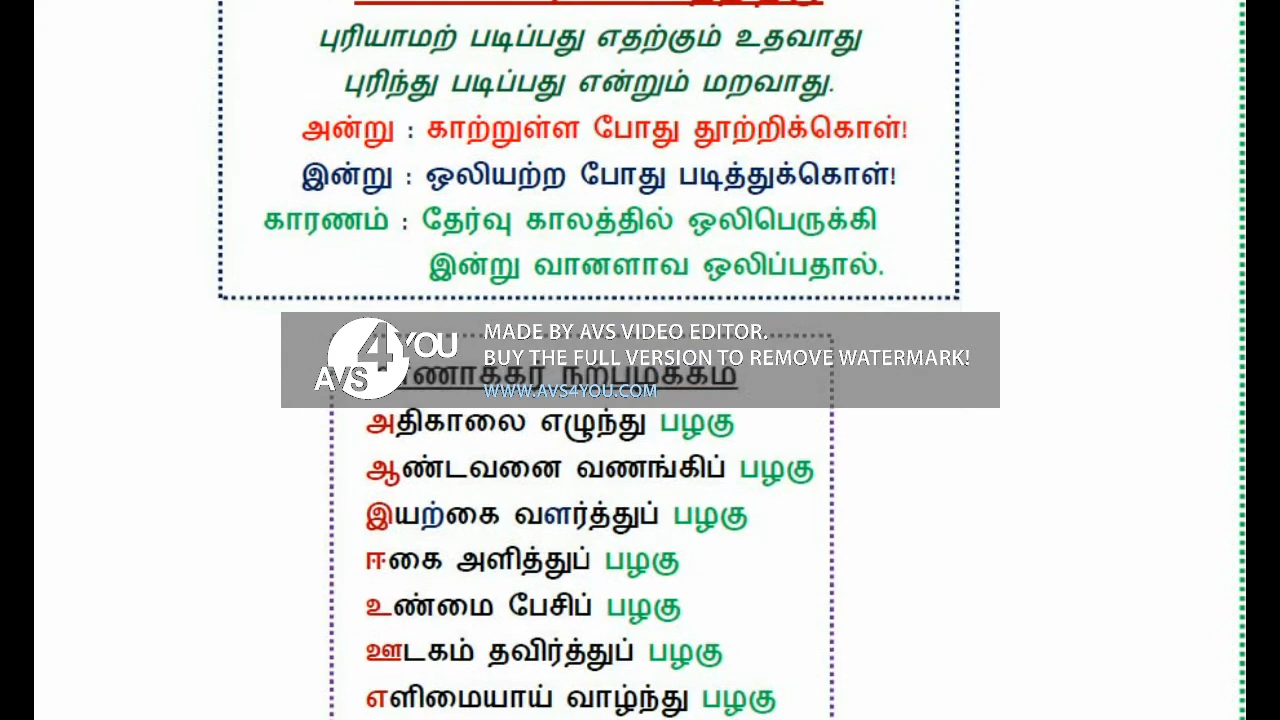 புரியாமற் படிப்பது எதற்கும் உதவாது
புரிந்து படிப்பது என்றும் மறவாது.
அன்று : காற்றுள்ள போது தூற்றிக்கொள்!
இன்று : ஒலியற்ற போது படித்துக்கொள்!
காரணம் : தேர்வு காலத்தில் ஒலிபெருக்கி
இன்று வானளாவ ஒலிப்பதால்.
AVS4YOU
MADE BY AVS VIDEO EDITOR.
BUY THE FULL VERSION TO REMOVE WATERMARK!
WWW.AVS4YOU.COM
அதிகாலை எழுந்து பழகு
ஆண்டவனை வணங்கிப் பழகு
இயற்கை வளர்த்துப் பழகு
ஈகை அளித்துப் பழகு
உண்மை பேசிப் பழகு
ஊடகம் தவிர்த்துப் பழகு
எளிமையாய் வாழ்ந்து பழகு